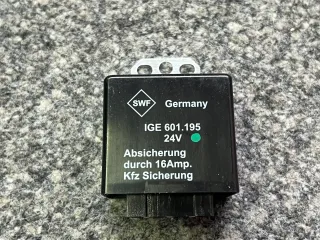 SWF Germany
IGE 601.195
24V
Absicherung
durch 16Amp.
Kfz Sicherung